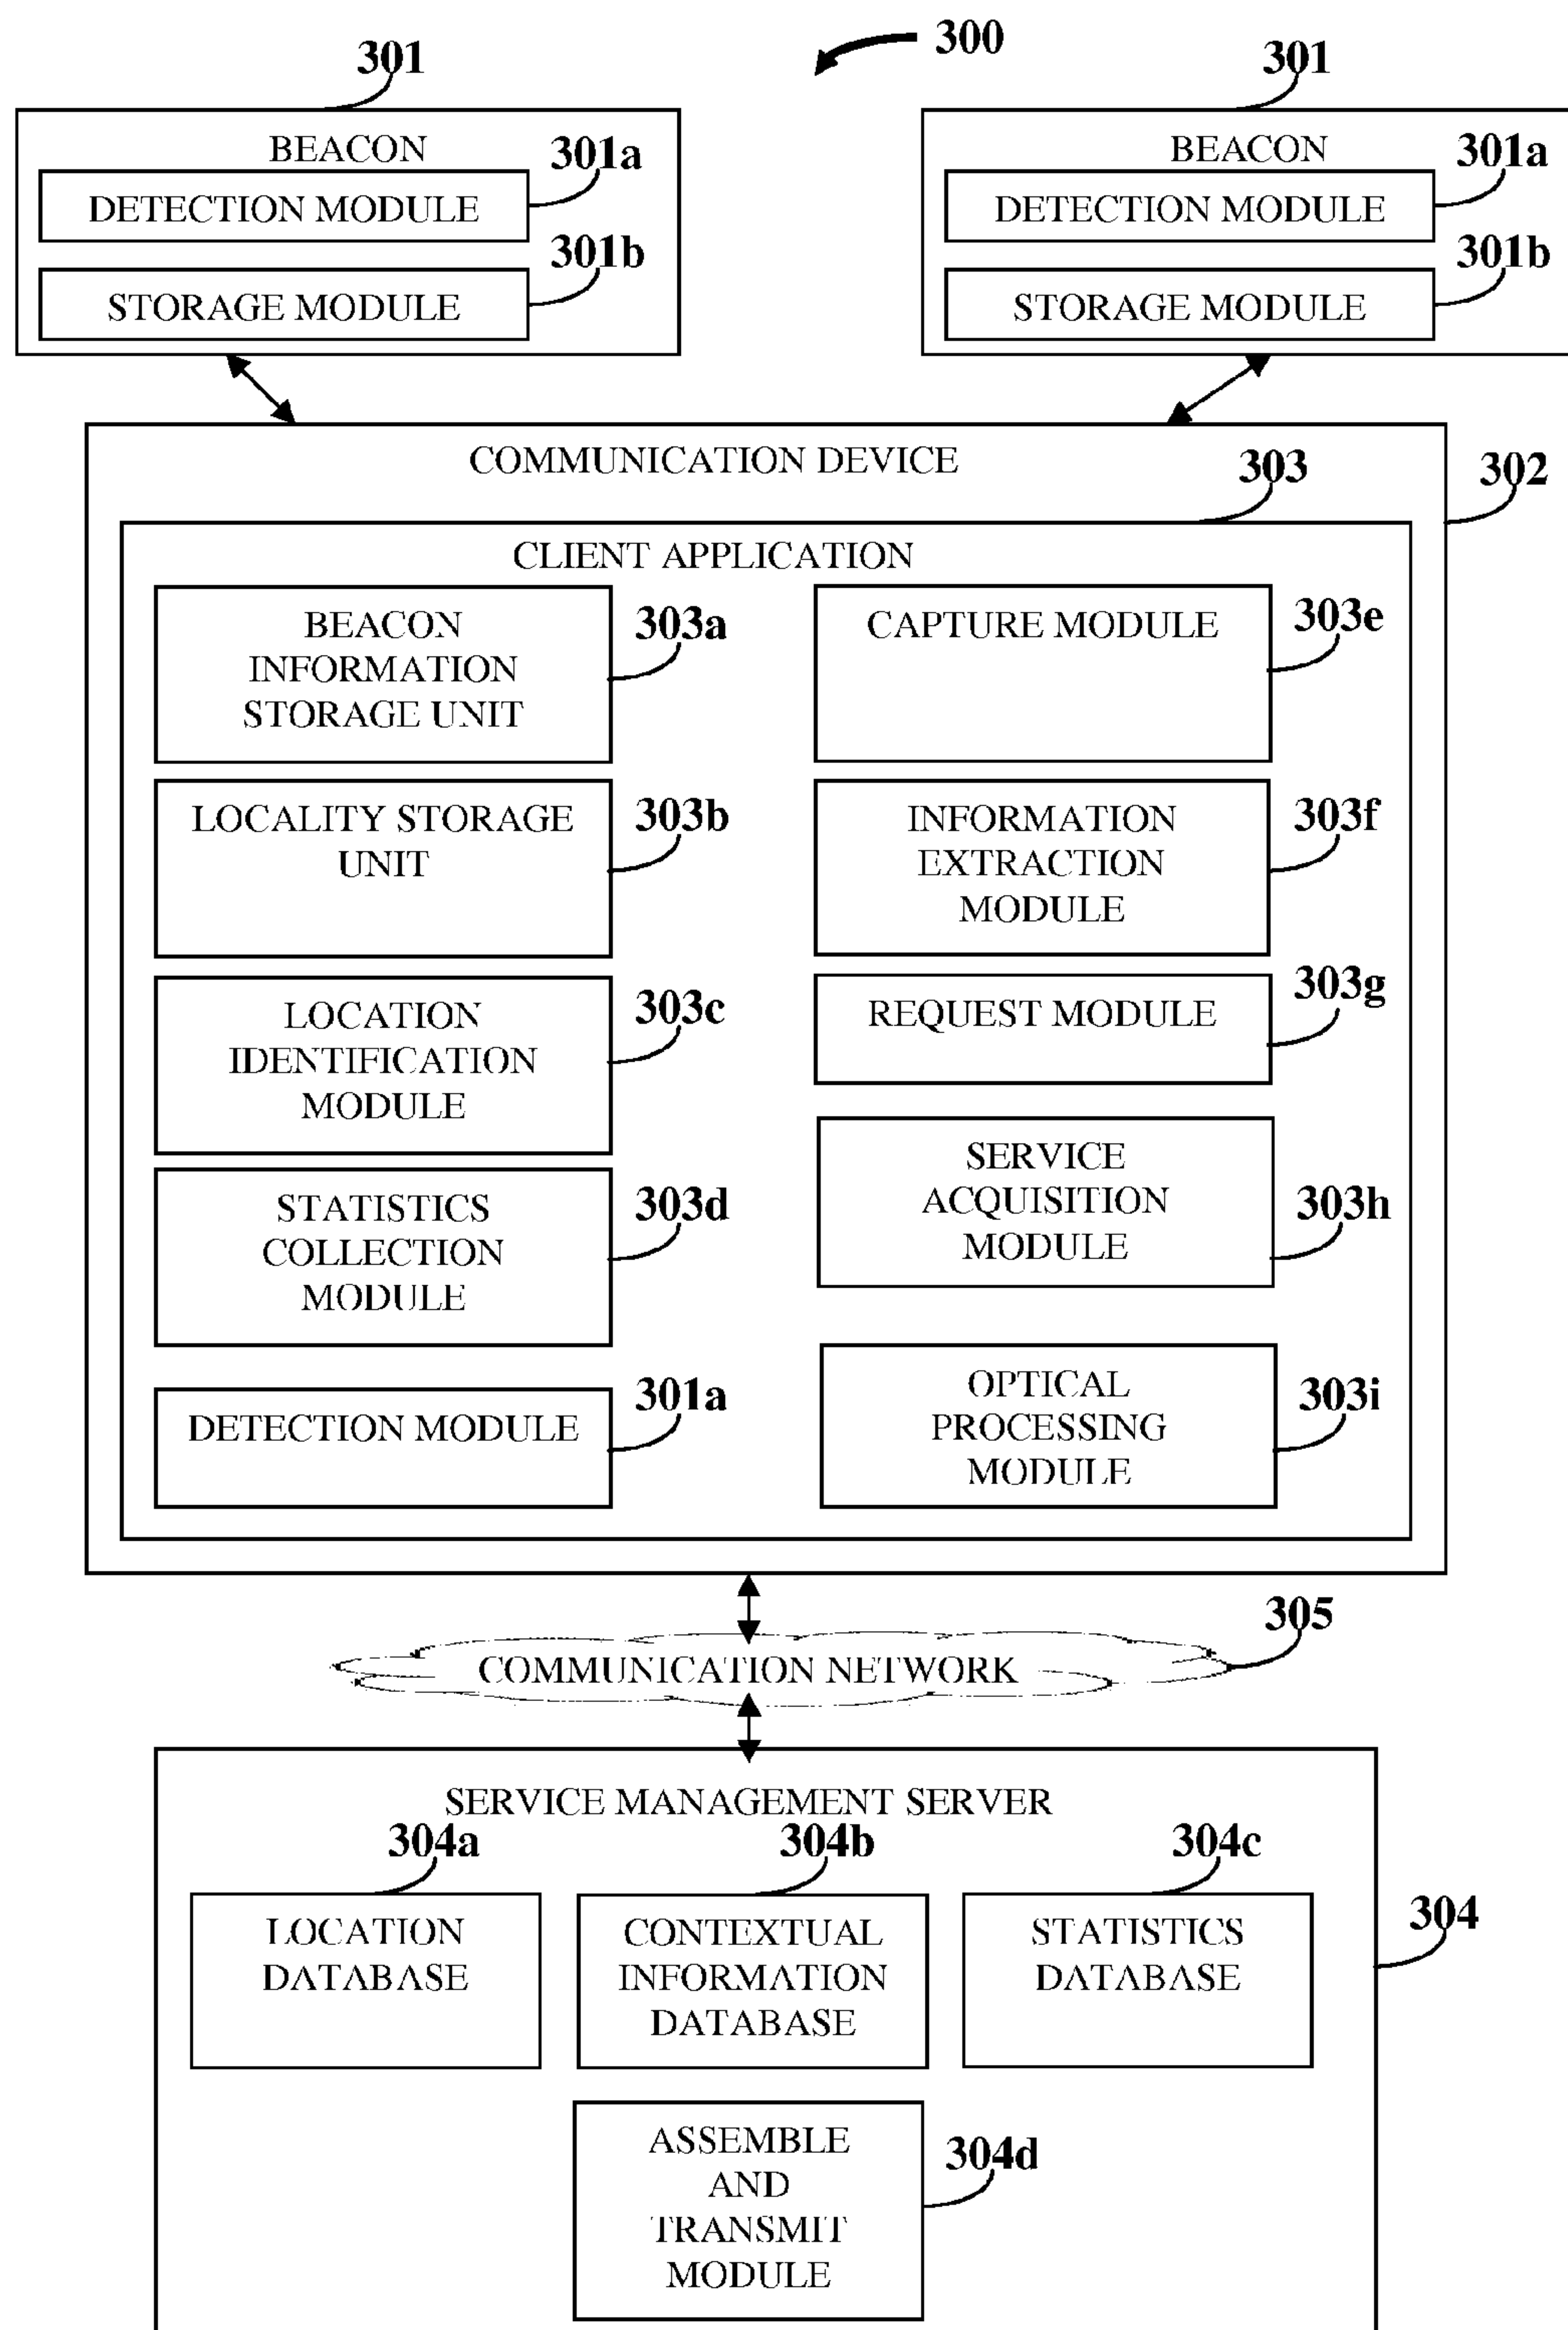 300
301
BEACON
301a
DETECTION MODULE
301b
STORAGE MODULE
301
BEACON
301a
DETECTION MODULE
301b
STORAGE MODULE
COMMUNICATION DEVICE
302
303
CLIENT APPLICATION
BEACON
INFORMATION
STORAGE UNIT
303a
LOCALITY STORAGE
UNIT
303b
LOCATION
IDENTIFICATION
MODULE
303c
STATISTICS
COLLECTION
MODULE
303d
DETECTION MODULE
301a
CAPTURE MODULE
303e
INFORMATION
EXTRACTION
MODULE
303f
REQUEST MODULE
303g
SERVICE
ACQUISITION
MODULE
303h
OPTICAL
PROCESSING
MODULE
303i
COMMUNICATION NETWORK
305
SERVICE MANAGEMENT SERVER
304
304a
LOCATION
DATABASE
304b
CONTEXTUAL
INFORMATION
DATABASE
304c
STATISTICS
DATABASE
ASSEMBLE
AND
TRANSMIT
MODULE
304d